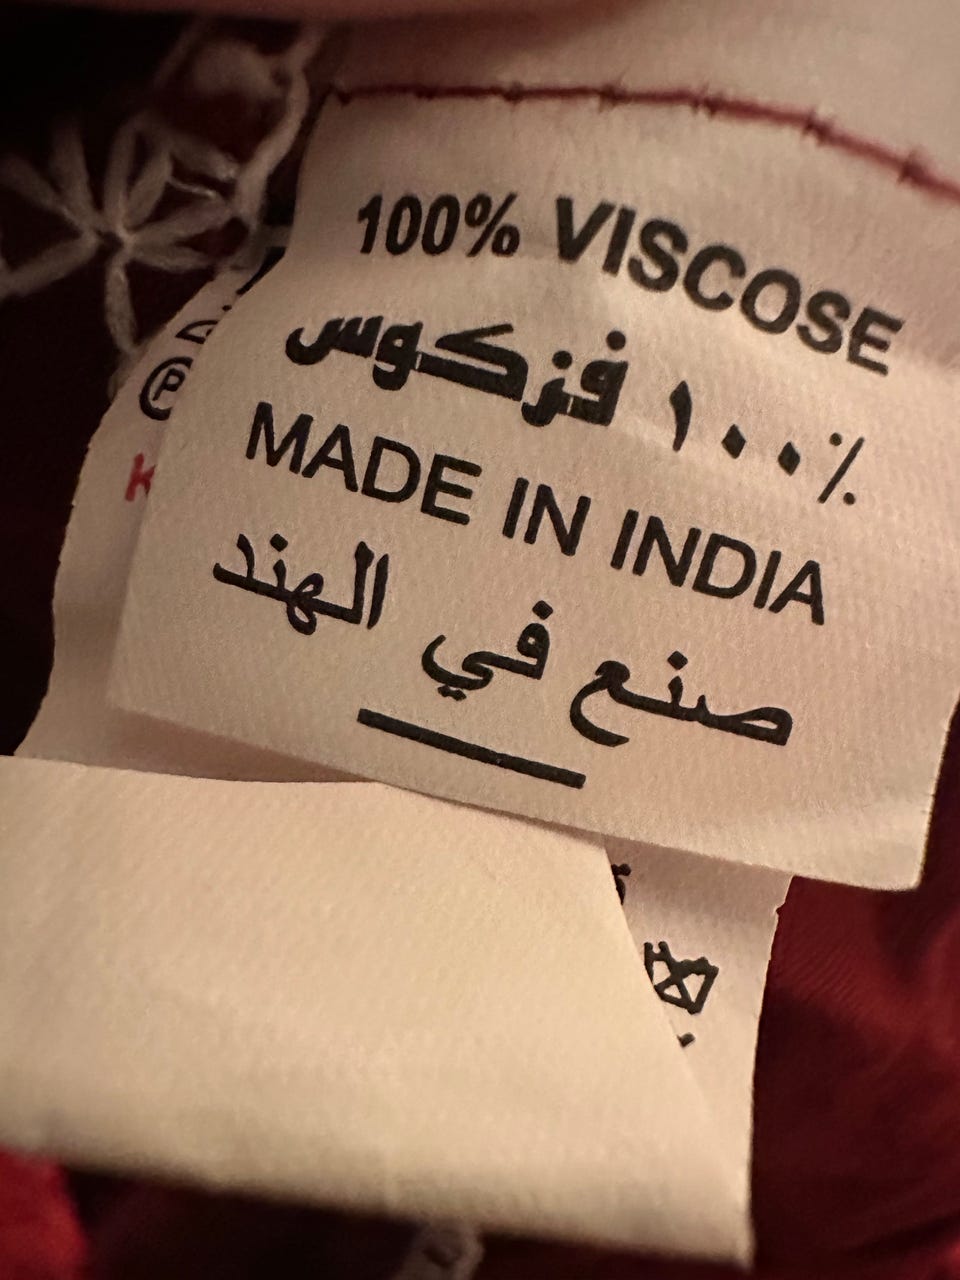 100% VISCOSE
١٠٠٪ فزكوس
MADE IN INDIA
صنع في الهند
P
K